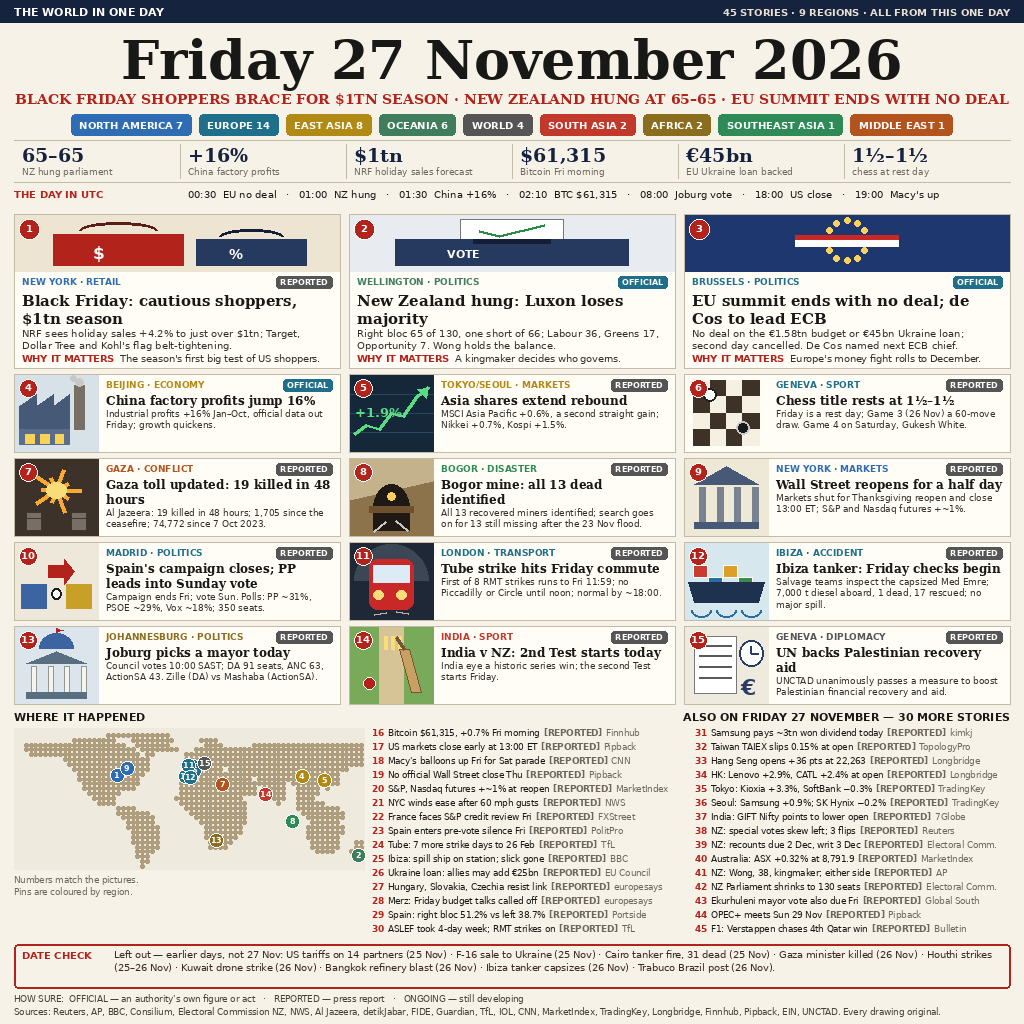 THE WORLD IN ONE DAY
45 STORIES · 9 REGIONS · ALL FROM THIS ONE DAY
Friday 27 November 2026
BLACK FRIDAY SHOPPERS BRACE FOR $1TN SEASON · NEW ZEALAND HUNG AT 65–65 · EU SUMMIT ENDS WITH NO DEAL
NORTH AMERICA 7
EUROPE 14
EAST ASIA 8
OCEANIA 6
WORLD 4
SOUTH ASIA 2
AFRICA 2
SOUTHEAST ASIA 1
MIDDLE EAST 1
65–65
NZ hung parliament
+16%
China factory profits
$1tn
NRF holiday sales forecast
$61,315
Bitcoin Fri morning
€45bn
EU Ukraine loan backed
1½–1½
chess at rest day
THE DAY IN UTC
00:30 EU no deal · 01:00 NZ hung · 01:30 China +16% · 02:10 BTC $61,315 · 08:00 Joburg vote · 18:00 US close · 19:00 Macy's up
1
$
%
NEW YORK · RETAIL
REPORTED
Black Friday: cautious shoppers,
$1tn season
NRF sees holiday sales +4.2% to just over $1tn; Target,
Dollar Tree and Kohl's flag belt-tightening.
WHY IT MATTERS The season's first big test of US shoppers.
2
VOTE
WELLINGTON · POLITICS
OFFICIAL
New Zealand hung: Luxon loses
majority
Right bloc 65 of 130, one short of 66; Labour 36, Greens 17,
Opportunity 7. Wong holds the balance.
WHY IT MATTERS A kingmaker decides who governs.
3
BRUSSELS · POLITICS
OFFICIAL
EU summit ends with no deal; de
Cos to lead ECB
No deal on the €1.58tn budget or €45bn Ukraine loan;
second day cancelled. De Cos named next ECB chief.
WHY IT MATTERS Europe's money fight rolls to December.
4
BEIJING · ECONOMY
OFFICIAL
China factory profits jump 16%
Industrial profits +16% Jan–Oct, official data out
Friday; growth quickens.
5
+1.9%
TOKYO/SEOUL · MARKETS
REPORTED
Asia shares extend rebound
MSCI Asia Pacific +0.6%, a second straight gain;
Nikkei +0.7%, Kospi +1.5%.
6
GENEVA · SPORT
REPORTED
Chess title rests at 1½–1½
Friday is a rest day; Game 3 (26 Nov) a 60-move
draw. Game 4 on Saturday, Gukesh White.
7
GAZA · CONFLICT
REPORTED
Gaza toll updated: 19 killed in 48
hours
Al Jazeera: 19 killed in 48 hours; 1,705 since the
ceasefire; 74,772 since 7 Oct 2023.
8
BOGOR · DISASTER
REPORTED
Bogor mine: all 13 dead
identified
All 13 recovered miners identified; search goes
on for 13 still missing after the 23 Nov flood.
9
NEW YORK · MARKETS
REPORTED
Wall Street reopens for a half day
Markets shut for Thanksgiving reopen and close
13:00 ET; S&P and Nasdaq futures +~1%.
10
MADRID · POLITICS
REPORTED
Spain's campaign closes; PP
leads into Sunday vote
Campaign ends Fri; vote Sun. Polls: PP ~31%,
PSOE ~29%, Vox ~18%; 350 seats.
11
LONDON · TRANSPORT
REPORTED
Tube strike hits Friday commute
First of 8 RMT strikes runs to Fri 11:59; no
Piccadilly or Circle until noon; normal by ~18:00.
12
IBIZA · ACCIDENT
REPORTED
Ibiza tanker: Friday checks begin
Salvage teams inspect the capsized Med Emre;
7,000 t diesel aboard, 1 dead, 17 rescued; no
major spill.
13
JOHANNESBURG · POLITICS
REPORTED
Joburg picks a mayor today
Council votes 10:00 SAST; DA 91 seats, ANC 63,
ActionSA 43. Zille (DA) vs Mashaba (ActionSA).
14
INDIA · SPORT
REPORTED
India v NZ: 2nd Test starts today
India eye a historic series win; the second Test
starts Friday.
15
€
GENEVA · DIPLOMACY
REPORTED
UN backs Palestinian recovery
aid
UNCTAD unanimously passes a measure to boost
Palestinian financial recovery and aid.
WHERE IT HAPPENED
1
9
11
15
12
7
14
4
5
8
13
2
Numbers match the pictures.
Pins are coloured by region.
ALSO ON FRIDAY 27 NOVEMBER — 30 MORE STORIES
16 Bitcoin $61,315, +0.7% Fri morning [REPORTED] Finnhub
17 US markets close early at 13:00 ET [REPORTED] Pipback
18 Macy's balloons up Fri for Sat parade [REPORTED] CNN
19 No official Wall Street close Thu [REPORTED] Pipback
20 S&P, Nasdaq futures +~1% at reopen [REPORTED] MarketIndex
21 NYC winds ease after 60 mph gusts [REPORTED] NWS
22 France faces S&P credit review Fri [REPORTED] FXStreet
23 Spain enters pre-vote silence Fri [REPORTED] PolitPro
24 Tube: 7 more strike days to 26 Feb [REPORTED] TfL
25 Ibiza: spill ship on station; slick gone [REPORTED] BBC
26 Ukraine loan: allies may add €25bn [REPORTED] EU Council
27 Hungary, Slovakia, Czechia resist link [REPORTED] europesays
28 Merz: Friday budget talks called off [REPORTED] europesays
29 Spain: right bloc 51.2% vs left 38.7% [REPORTED] Portside
30 ASLEF took 4-day week; RMT strikes on [REPORTED] TfL
31 Samsung pays ~3tn won dividend today [REPORTED] kimkj
32 Taiwan TAIEX slips 0.15% at open [REPORTED] TopologyPro
33 Hang Seng opens +36 pts at 22,263 [REPORTED] Longbridge
34 HK: Lenovo +2.9%, CATL +2.4% at open [REPORTED] Longbridge
35 Tokyo: Kioxia +3.3%, SoftBank −0.3% [REPORTED] TradingKey
36 Seoul: Samsung +0.9%; SK Hynix −0.2% [REPORTED] TradingKey
37 India: GIFT Nifty points to lower open [REPORTED] 7Globe
38 NZ: special votes skew left; 3 flips [REPORTED] Reuters
39 NZ: recounts due 2 Dec, writ 3 Dec [REPORTED] Electoral Comm.
40 Australia: ASX +0.32% at 8,791.9 [REPORTED] MarketIndex
41 NZ: Wong, 38, kingmaker; either side [REPORTED] AP
42 NZ Parliament shrinks to 130 seats [REPORTED] Electoral Comm.
43 Ekurhuleni mayor vote also due Fri [REPORTED] Global South
44 OPEC+ meets Sun 29 Nov [REPORTED] Pipback
45 F1: Verstappen chases 4th Qatar win [REPORTED] Bulletin
DATE CHECK
Left out — earlier days, not 27 Nov: US tariffs on 14 partners (25 Nov) · F-16 sale to Ukraine (25 Nov) · Cairo tanker fire, 31 dead (25 Nov) · Gaza minister killed (26 Nov) · Houthi strikes
(25–26 Nov) · Kuwait drone strike (26 Nov) · Bangkok refinery blast (26 Nov) · Ibiza tanker capsizes (26 Nov) · Trabuco Brazil post (26 Nov).
HOW SURE: OFFICIAL — an authority's own figure or act · REPORTED — press report · ONGOING — still developing
Sources: Reuters, AP, BBC, Consilium, Electoral Commission NZ, NWS, Al Jazeera, detikJabar, FIDE, Guardian, TfL, IOL, CNN, MarketIndex, TradingKey, Longbridge, Finnhub, Pipback, EIN, UNCTAD. Every drawing original.